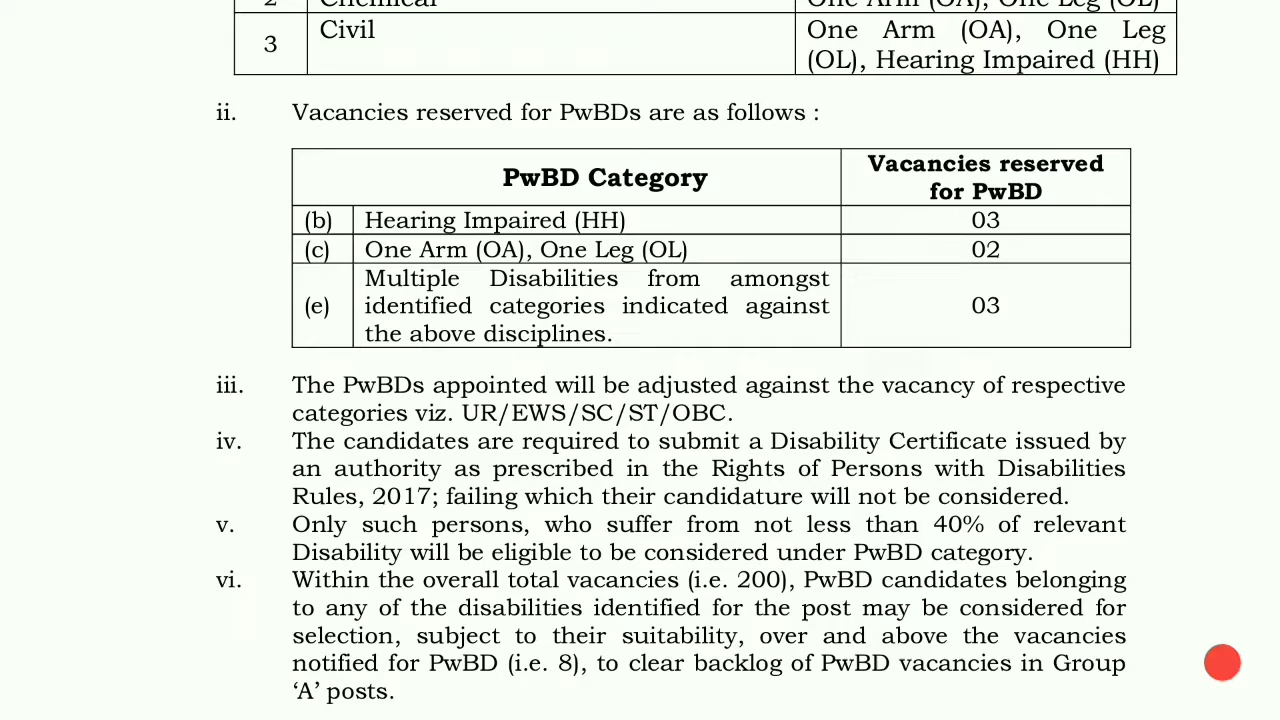 2 Chemical One Arm (OA), One Leg (OL)
Civil One Arm (OA), One Leg
3
(OL), Hearing Impaired (HH)
ii. Vacancies reserved for PwBDs are as follows :
PwBD Category
Vacancies reserved
for PwBD
(b) Hearing Impaired (HH) 03
(c) One Arm (OA), One Leg (OL) 02
Multiple Disabilities from amongst
(e) identified categories indicated against 03
the above disciplines.
iii. The PwBDs appointed will be adjusted against the vacancy of respective
categories viz. UR/EWS/SC/ST/OBC.
iv. The candidates are required to submit a Disability Certificate issued by
an authority as prescribed in the Rights of Persons with Disabilities
Rules, 2017; failing which their candidature will not be considered.
v. Only such persons, who suffer from not less than 40% of relevant
Disability will be eligible to be considered under PwBD category.
vi. Within the overall total vacancies (i.e. 200), PwBD candidates belonging
to any of the disabilities identified for the post may be considered for
selection, subject to their suitability, over and above the vacancies
notified for PwBD (i.e. 8), to clear backlog of PwBD vacancies in Group
‘A’ posts.